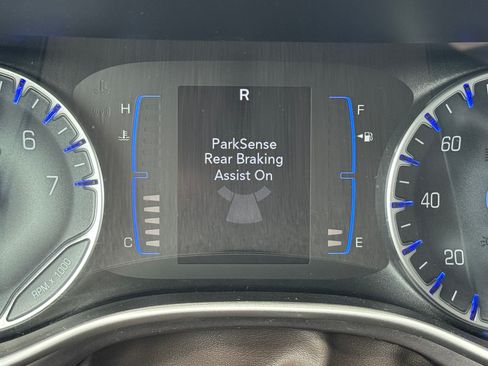 R
H
F
ParkSense
Rear Braking
Assist On
C
E
6
7
RPM x 1000
60
40
20